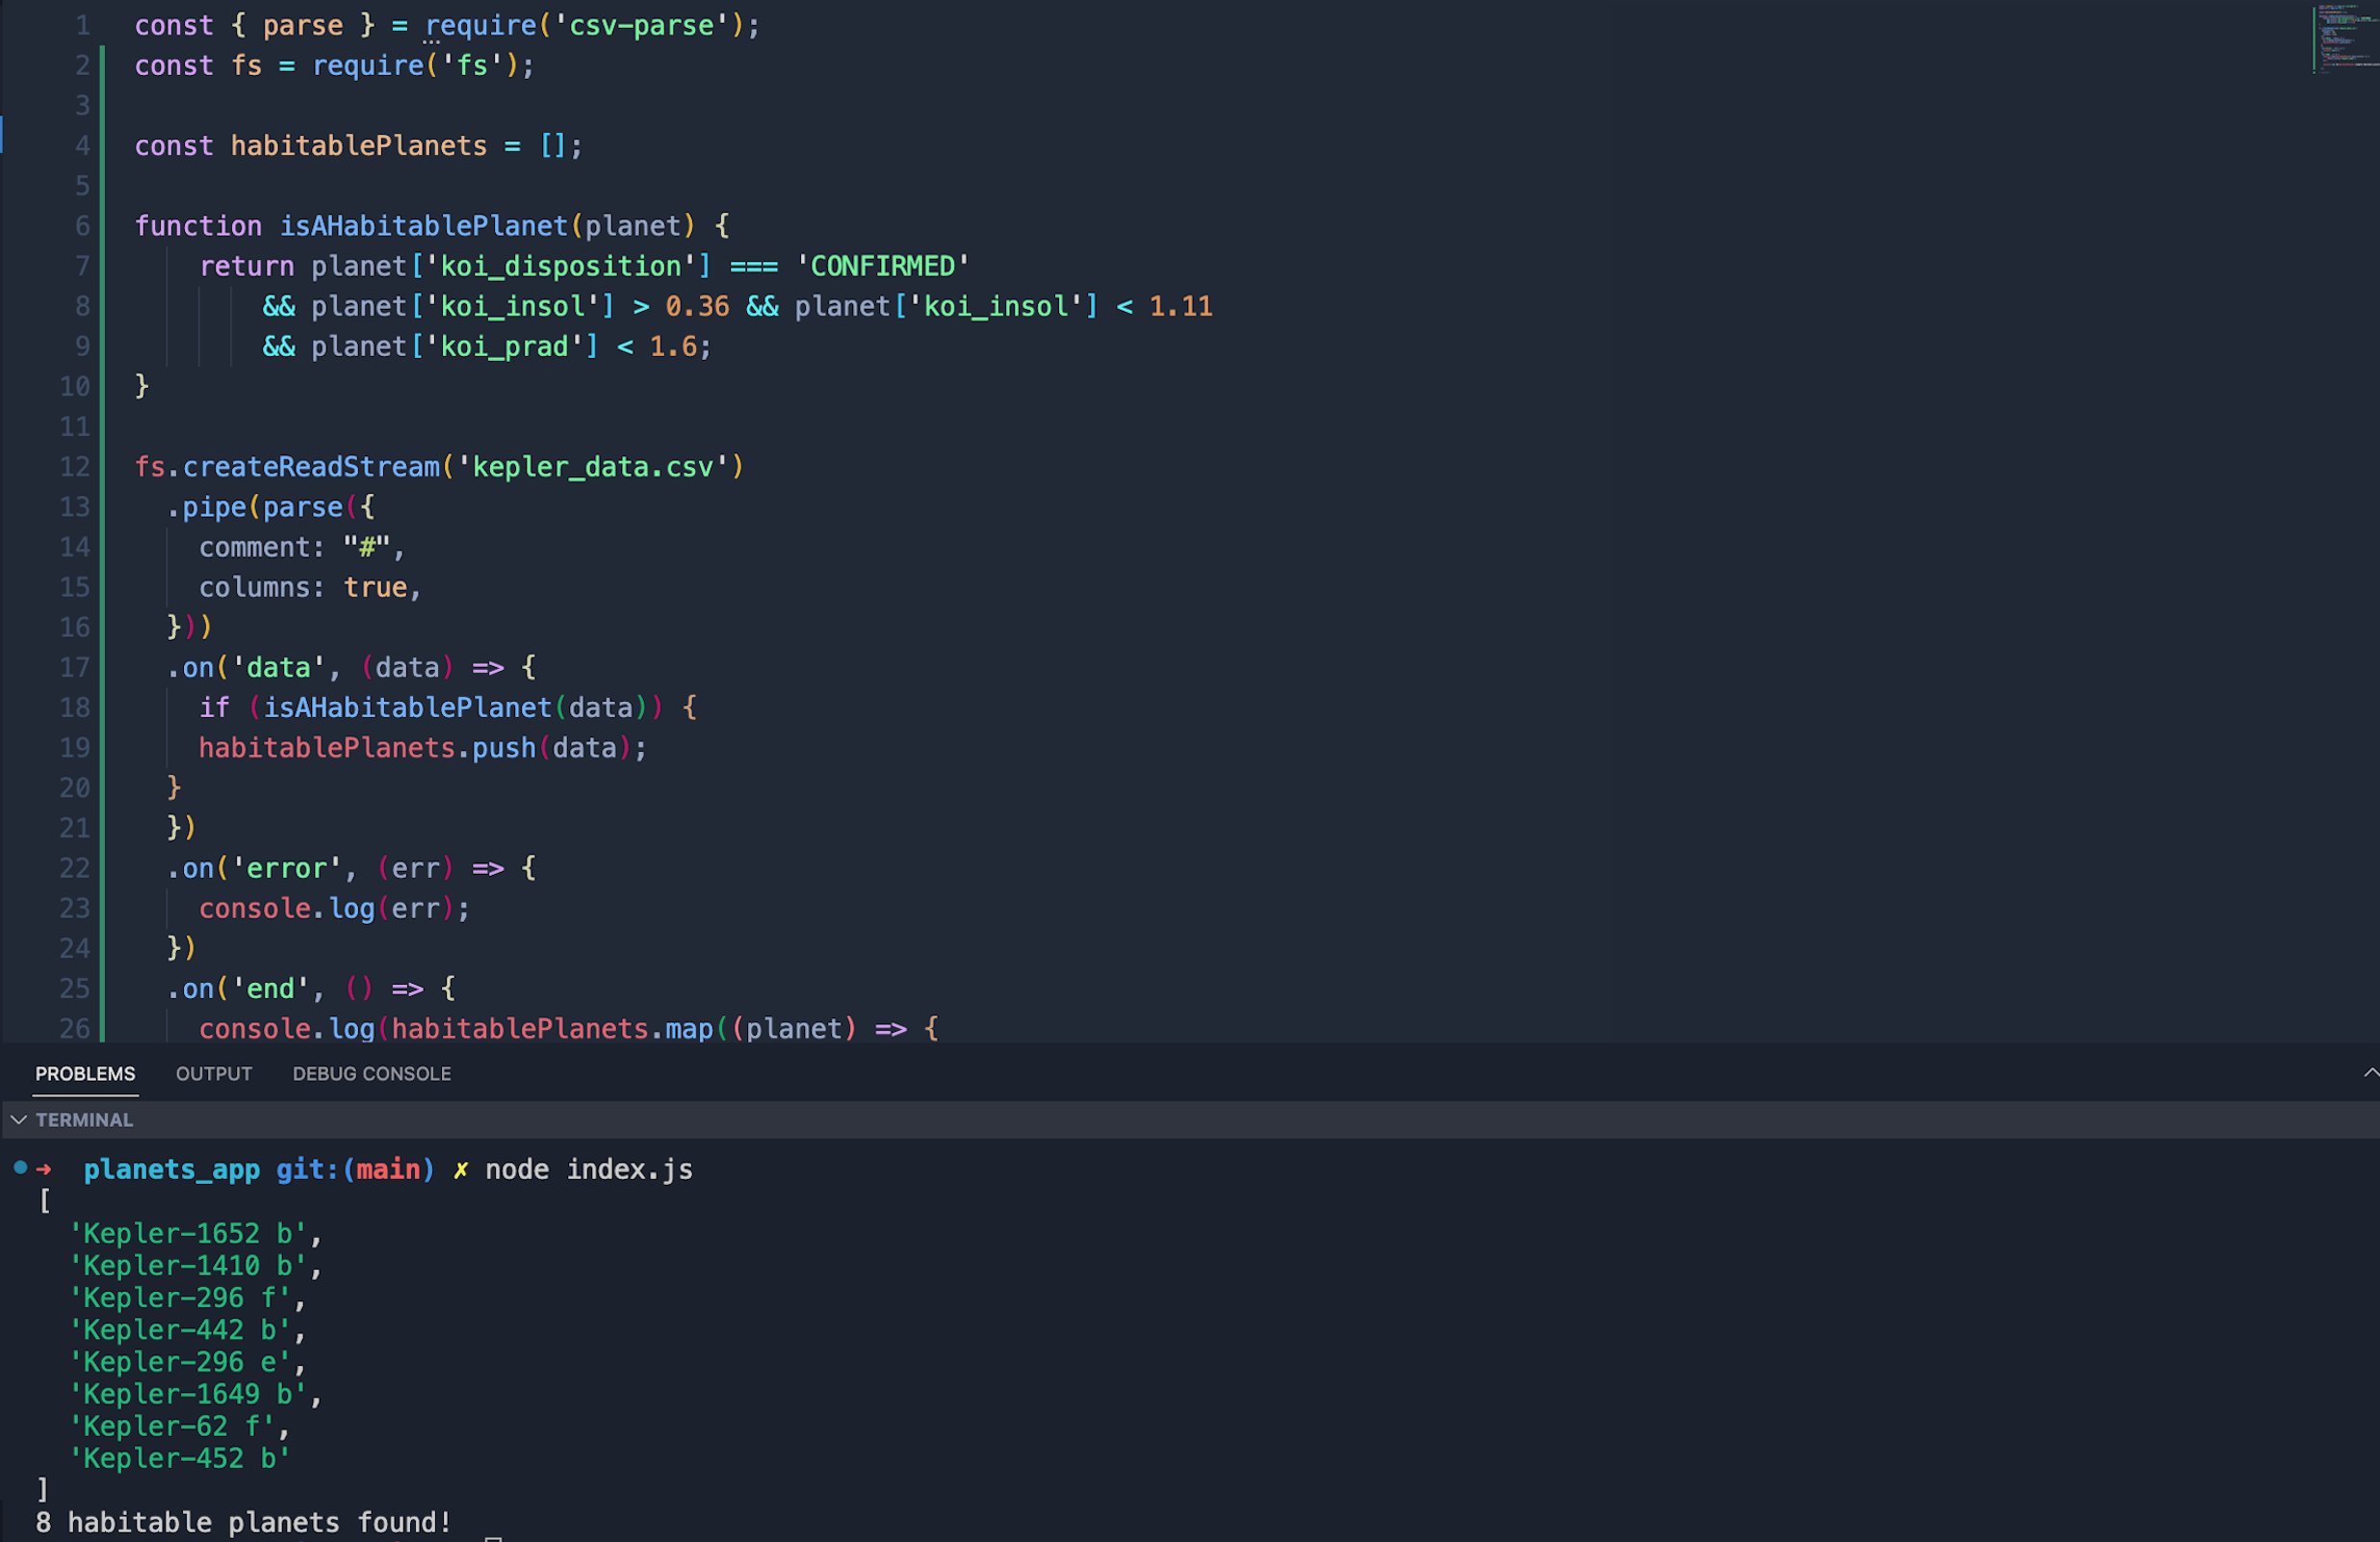 1 const { parse } = require('csv-parse');
2 const fs = require('fs');
3
4 const habitablePlanets = [];
5
6 function isAHabitablePlanet(planet) {
7 return planet['koi_disposition'] === 'CONFIRMED'
8 && planet['koi_insol'] > 0.36 && planet['koi_insol'] < 1.11
9 && planet['koi_prad'] < 1.6;
10 }
11
12 fs.createReadStream('kepler_data.csv')
13 .pipe(parse({
14 comment: "#",
15 columns: true,
16 }))
17 .on('data', (data) => {
18 if (isAHabitablePlanet(data)) {
19 habitablePlanets.push(data);
20 }
21 })
22 .on('error', (err) => {
23 console.log(err);
24 })
25 .on('end', () => {
26 console.log(habitablePlanets.map((planet) => {
PROBLEMS OUTPUT DEBUG CONSOLE
TERMINAL
➜ planets_app git:(main) ✗ node index.js
[
'Kepler-1652 b',
'Kepler-1410 b',
'Kepler-296 f',
'Kepler-442 b',
'Kepler-296 e',
'Kepler-1649 b',
'Kepler-62 f',
'Kepler-452 b'
]
8 habitable planets found!